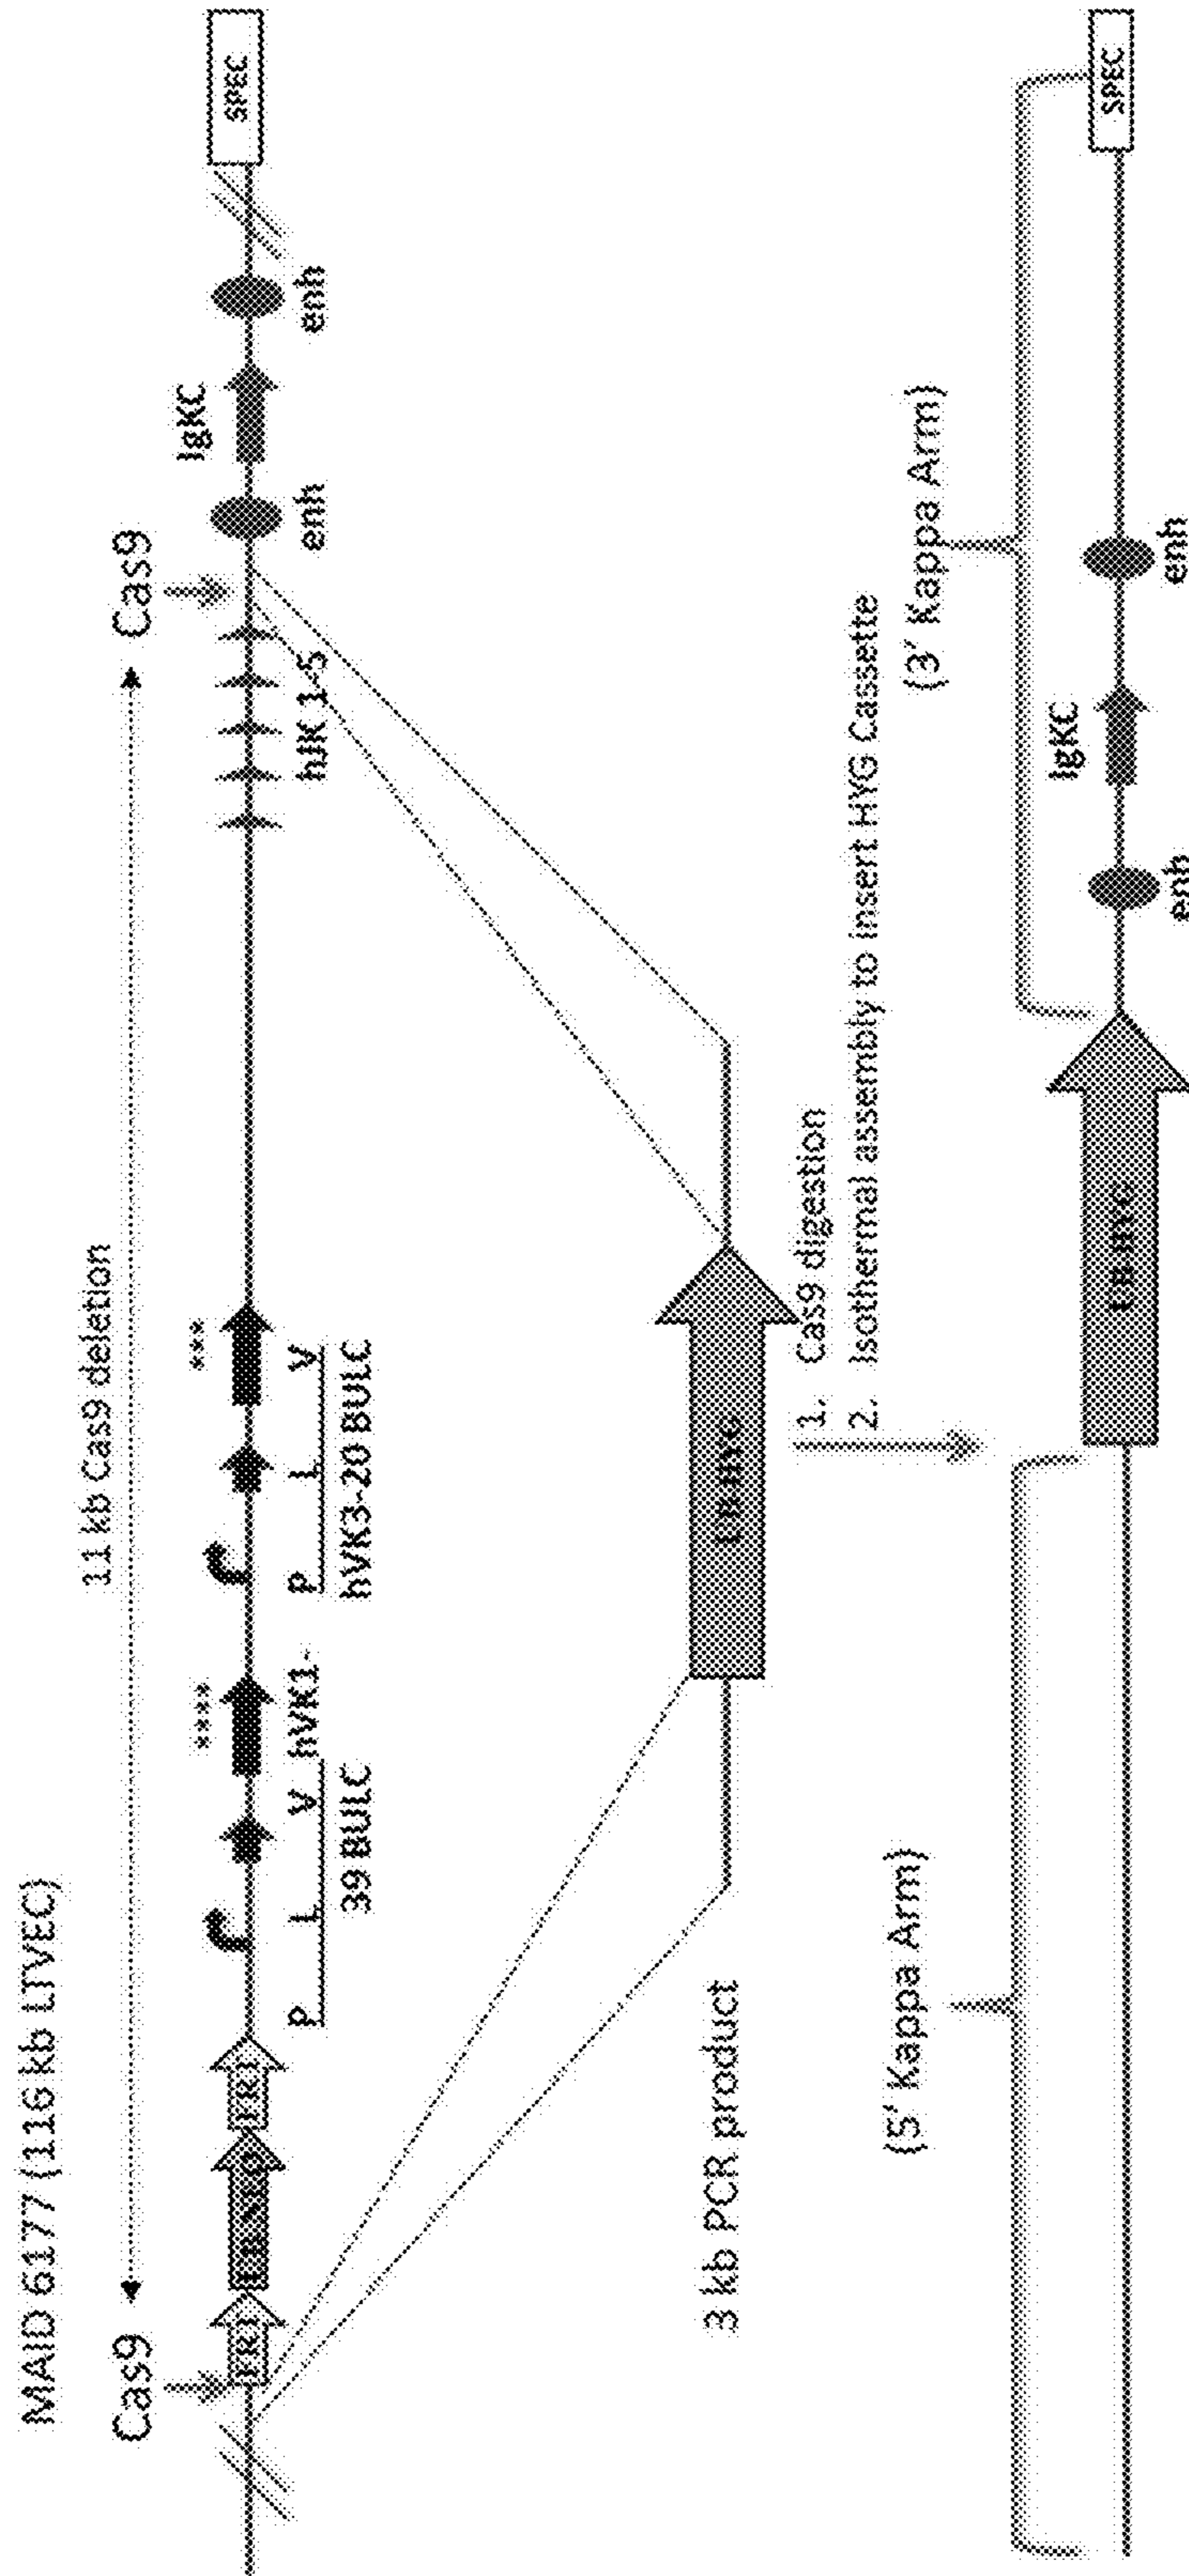 MAID 6177 (116 kb LTVEC)
11 kb Cas9 deletion
Cas9
Cas9
FRT
FRT
****
***
IgKC
SPEC
P L V hVK1-
39 BULC
P L V
hVK3-20 BULC
hJK 1-5
enh
enh
3 kb PCR product
1. Cas9 digestion
2. Isothermal assembly to insert HYG Cassette
(5' Kappa Arm)
(3' Kappa Arm)
IgKC
SPEC
enh
enh